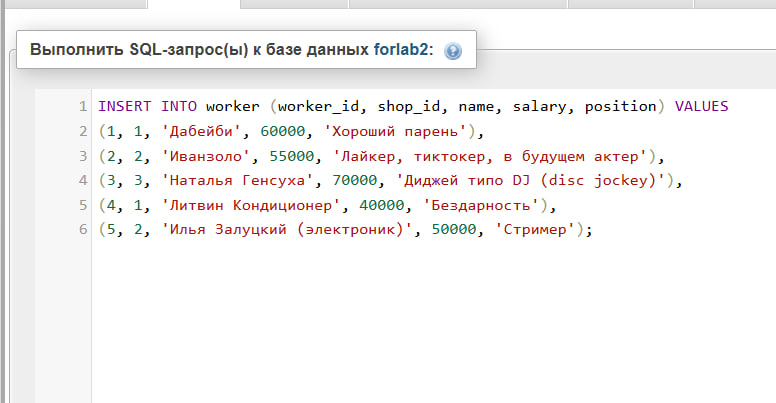 Выполнить SQL-запрос(ы) к базе данных forlab2:
1 INSERT INTO worker (worker_id, shop_id, name, salary, position) VALUES
2 (1, 1, 'Дабейби', 60000, 'Хороший парень'),
3 (2, 2, 'Иванзоло', 55000, 'Лайкер, тиктокер, в будущем актер'),
4 (3, 3, 'Наталья Генсуха', 70000, 'Диджей типо DJ (disc jockey)'),
5 (4, 1, 'Литвин Кондиционер', 40000, 'Бездарность'),
6 (5, 2, 'Илья Залуцкий (электроник)', 50000, 'Стример');